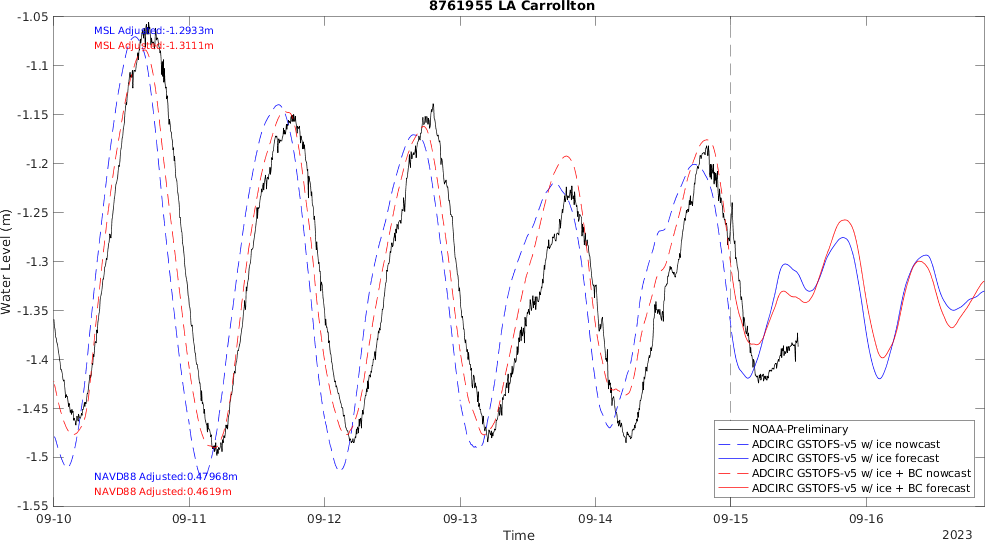 8761955 LA Carrollton
-1.05
MSL Adjusted:-1.2933m
MSL Adjusted:-1.3111m
-1.1
-1.15
-1.2
-1.25
-1.3
-1.35
-1.4
-1.45
-1.5
-1.55
Water Level (m)
NAVD88 Adjusted:0.47968m
NAVD88 Adjusted:0.4619m
NOAA-Preliminary
ADCIRC GSTOFS-v5 w/ ice nowcast
ADCIRC GSTOFS-v5 w/ ice forecast
ADCIRC GSTOFS-v5 w/ ice + BC nowcast
ADCIRC GSTOFS-v5 w/ ice + BC forecast
09-10 09-11 09-12 09-13 09-14 09-15 09-16
Time
2023